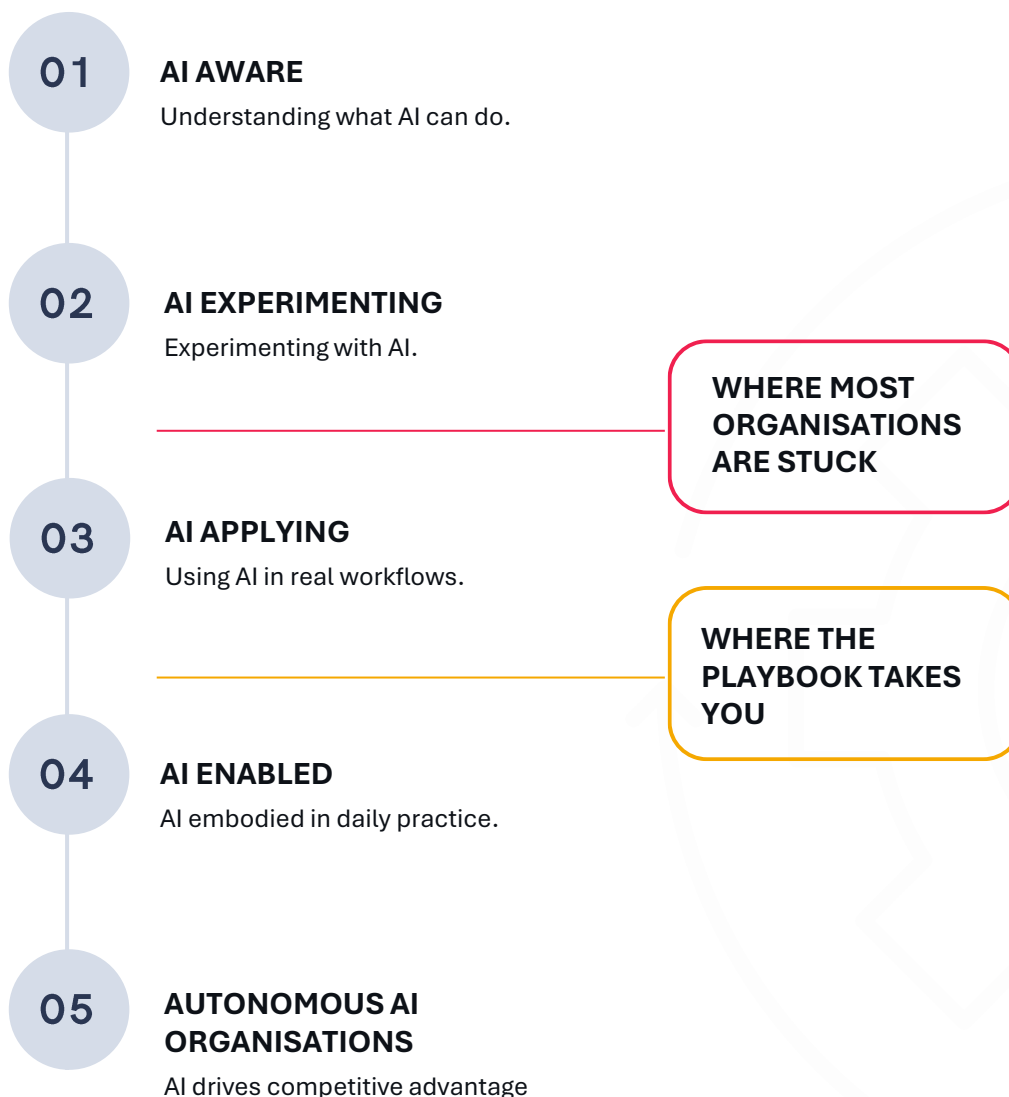 01
AI AWARE
Understanding what AI can do.
02
AI EXPERIMENTING
Experimenting with AI.
WHERE MOST
ORGANISATIONS
ARE STUCK
03
AI APPLYING
Using AI in real workflows.
WHERE THE
PLAYBOOK TAKES
YOU
04
AI ENABLED
AI embodied in daily practice.
05
AUTONOMOUS AI
ORGANISATIONS
AI drives competitive advantage